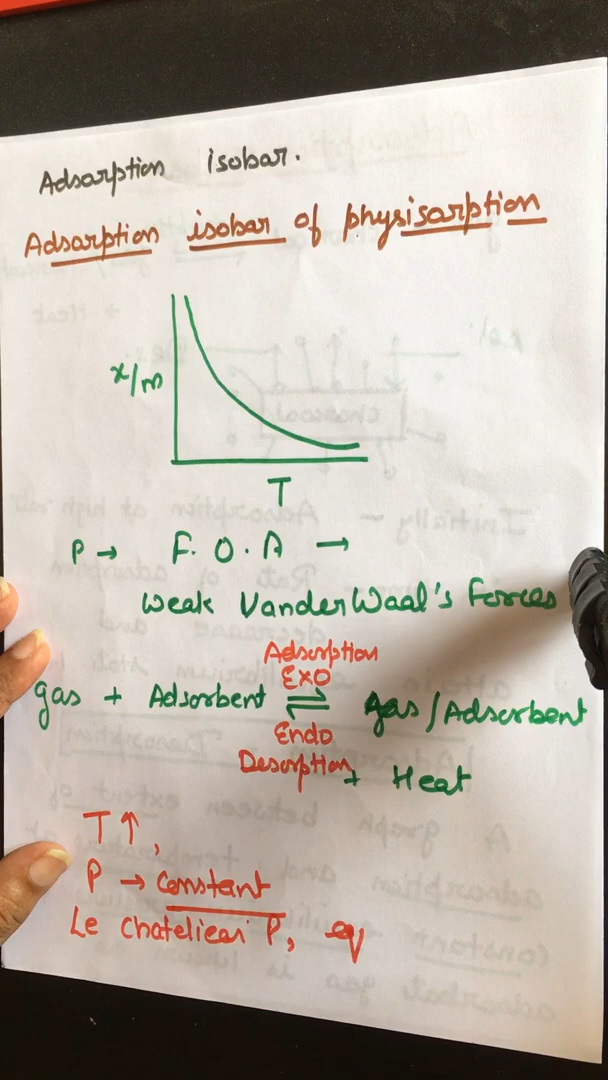 Adsorption isobar.
Adsorption isobar of physisorption
x/m
T
P → F. O. A →
Weak VanderWaal's Forces
Adsorption
Exo
gas + Adsorbent ⇌ gas/Adsorbent
Endo
Desorption + Heat
T↑,
P → constant
Le chatelier P, eq